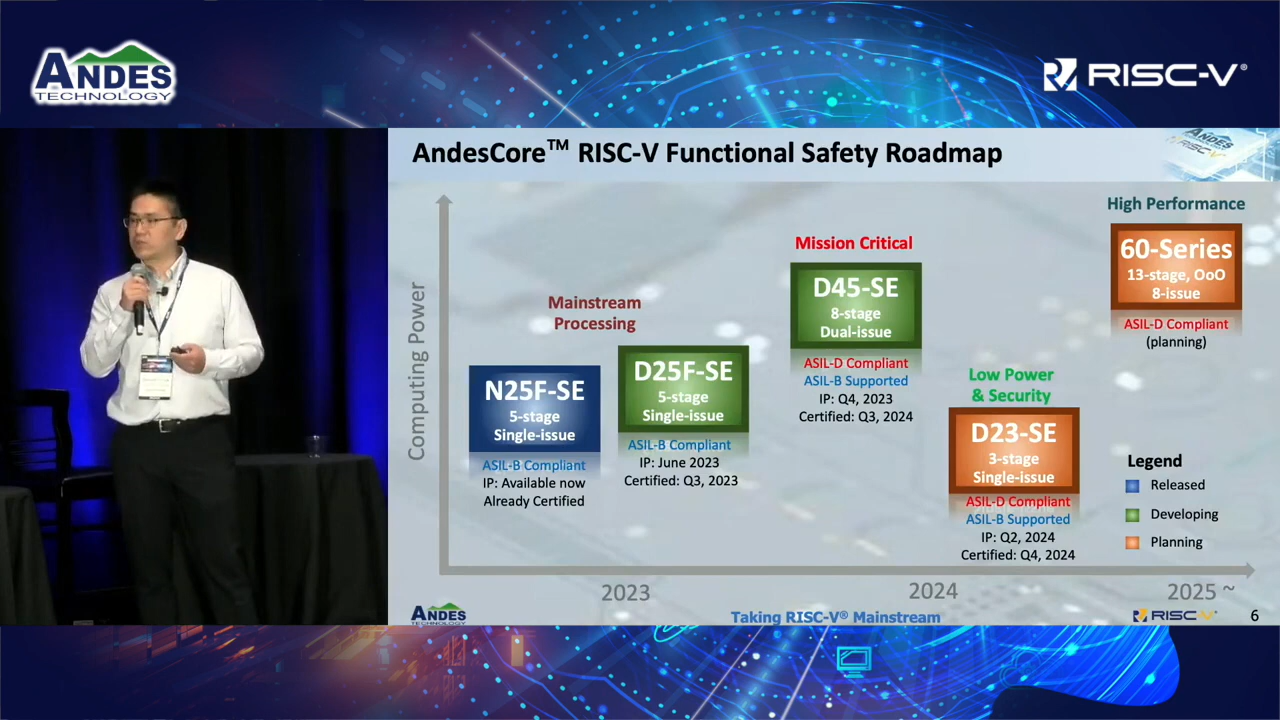 ANDES
TECHNOLOGY
RISC-V®
AndesCore™ RISC-V Functional Safety Roadmap
Computing Power
Mainstream
Processing
N25F-SE
5-stage
Single-issue
ASIL-B Compliant
IP: Available now
Already Certified
D25F-SE
5-stage
Single-issue
ASIL-B Compliant
IP: June 2023
Certified: Q3, 2023
Mission Critical
D45-SE
8-stage
Dual-issue
ASIL-D Compliant
ASIL-B Supported
IP: Q4, 2023
Certified: Q3, 2024
Low Power
& Security
D23-SE
3-stage
Single-issue
ASIL-D Compliant
ASIL-B Supported
IP: Q2, 2024
Certified: Q4, 2024
High Performance
60-Series
13-stage, OoO
8-issue
ASIL-D Compliant
(planning)
Legend
Released
Developing
Planning
2023
2024
2025 ~
ANDES
TECHNOLOGY
Taking RISC-V® Mainstream
RISC-V
6